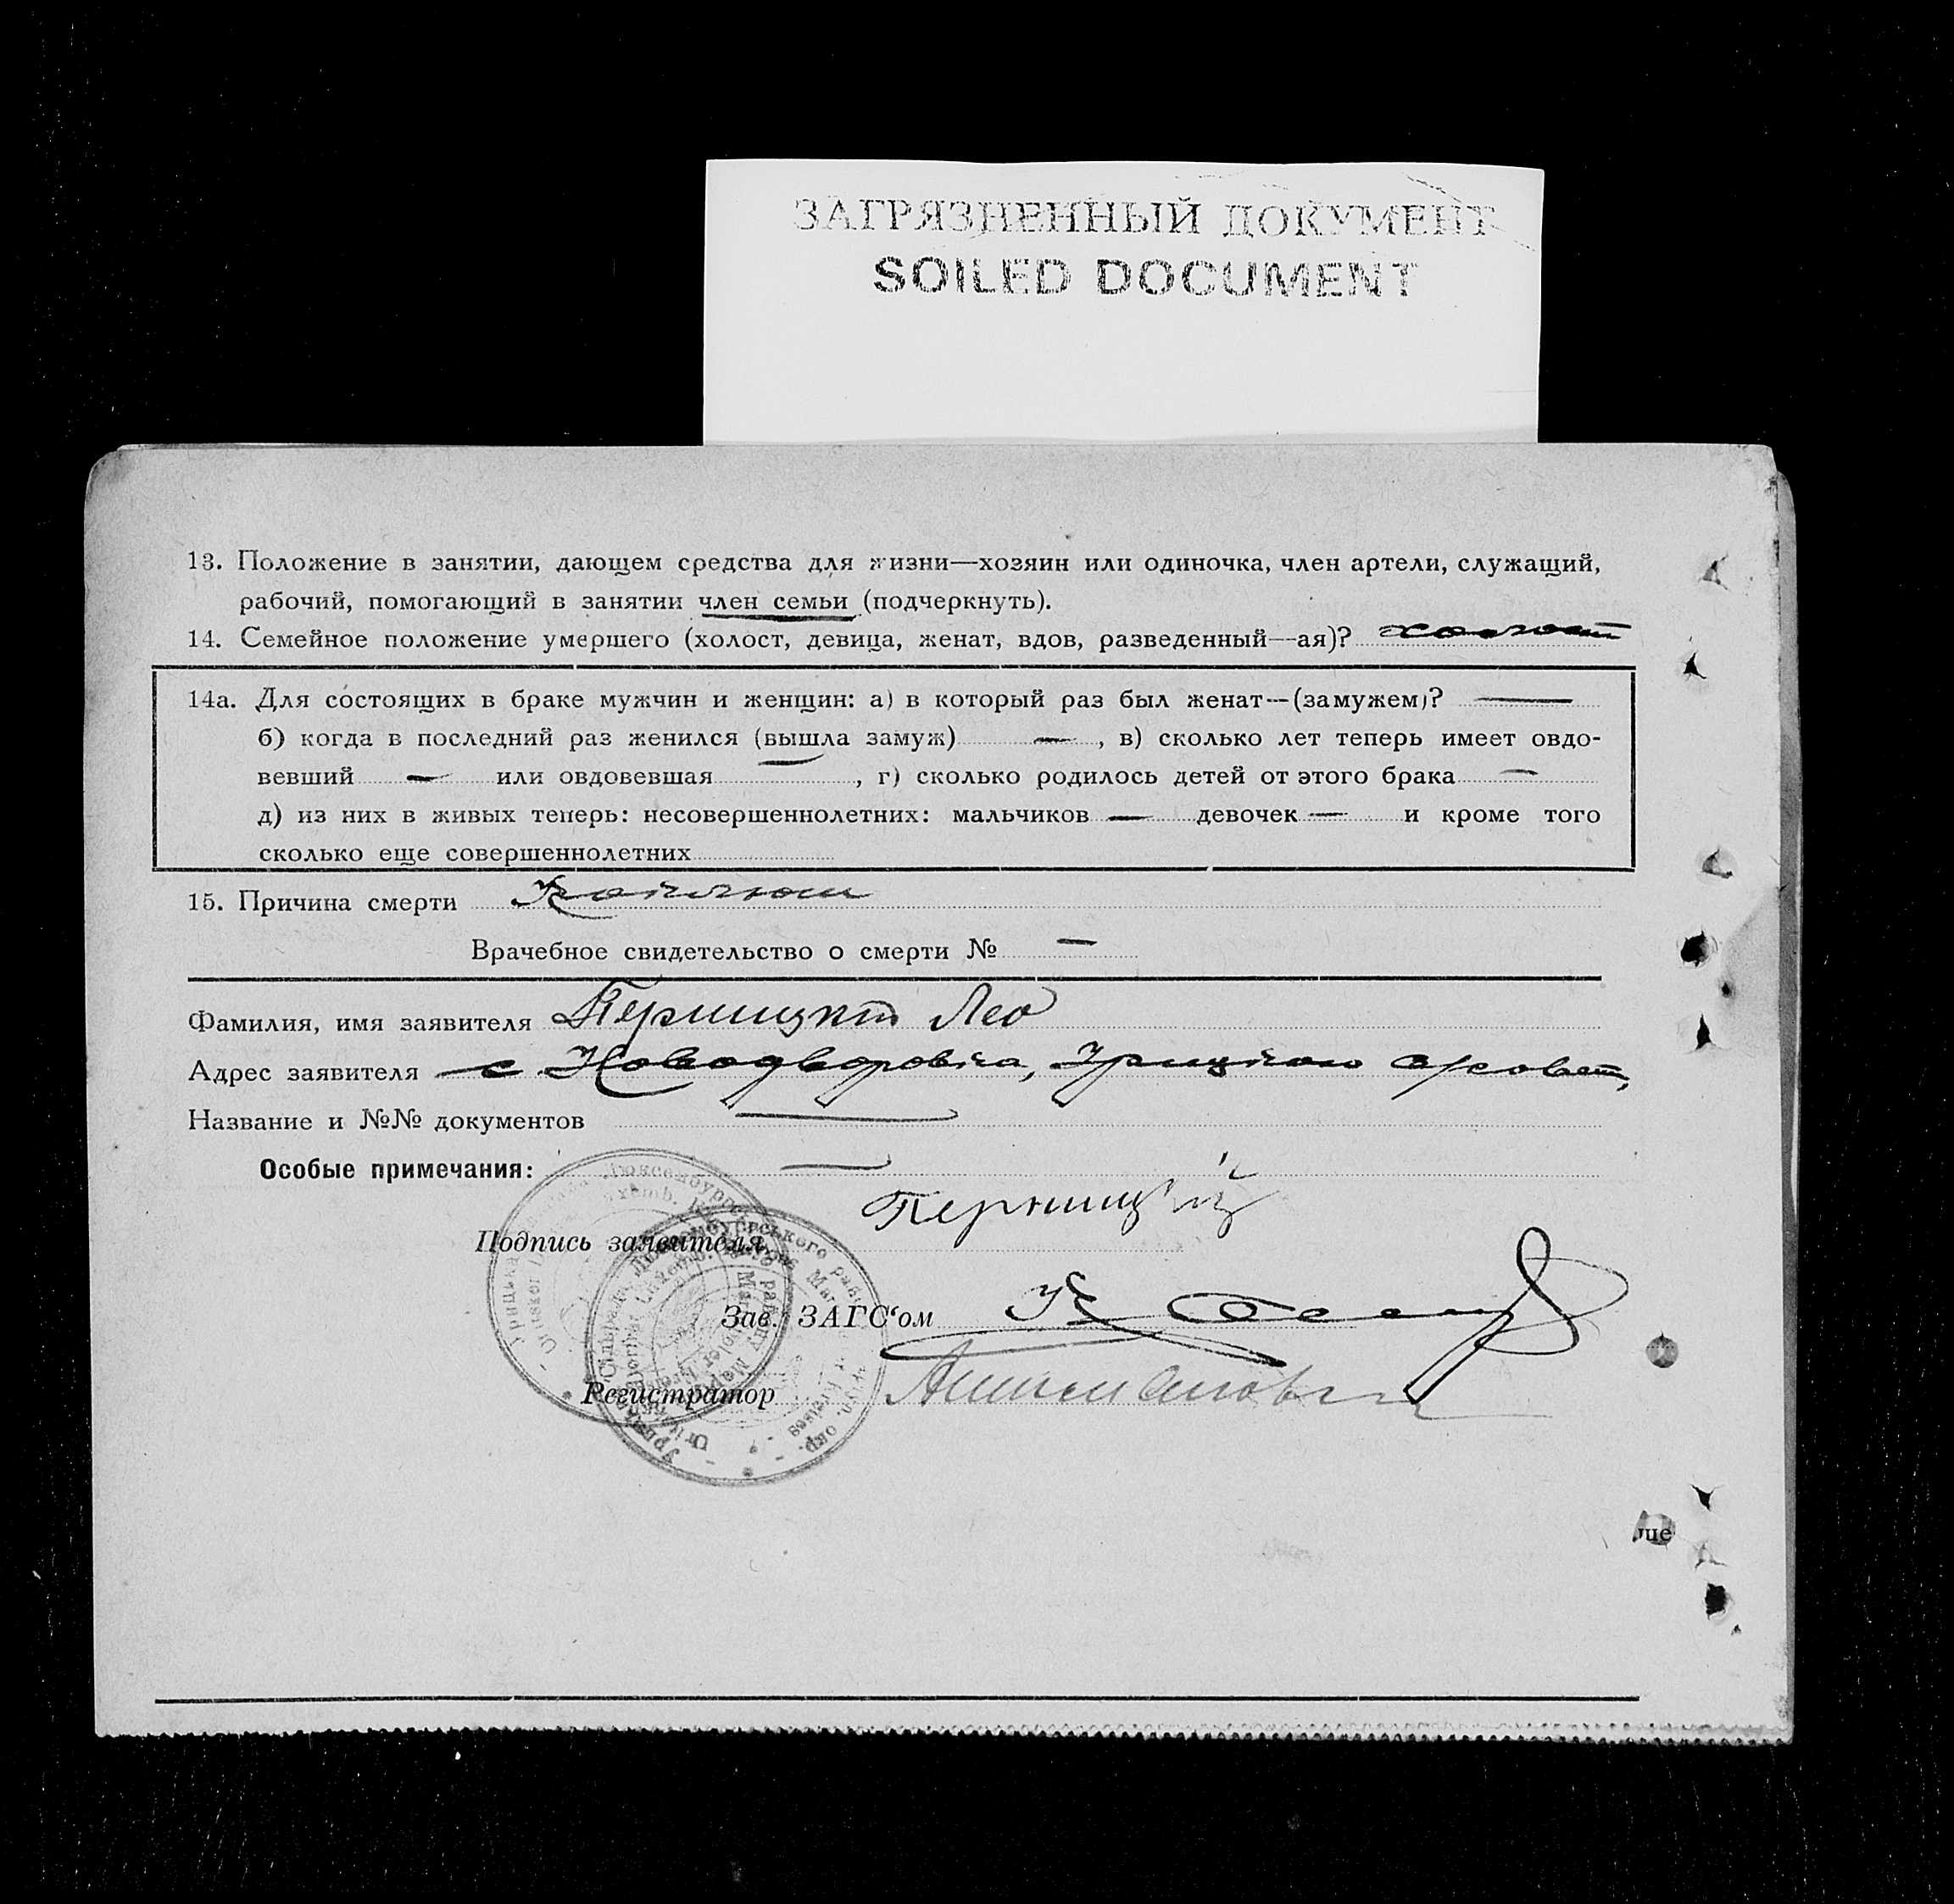 ЗАГРЯЗНЕННЫЙ ДОКУМЕНТ
SOILED DOCUMENT
13. Положение в занятии, дающем средства для жизни—хозяин или одиночка, член артели, служащий,
рабочий, помогающий в занятии член семьи (подчеркнуть).
14. Семейное положение умершего (холост, девица, женат, вдов, разведенный—ая)? холост
14а. Для состоящих в браке мужчин и женщин: а) в который раз был женат—(замужем)? —
б) когда в последний раз женился (вышла замуж) — , в) сколько лет теперь имеет овдо-
вевший — или овдовевшая — , г) сколько родилось детей от этого брака —
д) из них в живых теперь: несовершеннолетних: мальчиков — девочек — и кроме того
сколько еще совершеннолетних
15. Причина смерти Коклюш
Врачебное свидетельство о смерти № —
Фамилия, имя заявителя Лео
Адрес заявителя с Новодворовка, Урицкого с/совет,
Название и №№ документов —
Особые примечания: —
Подпись заявителя
Зав. ЗАГС‘ом
Регистратор
ше